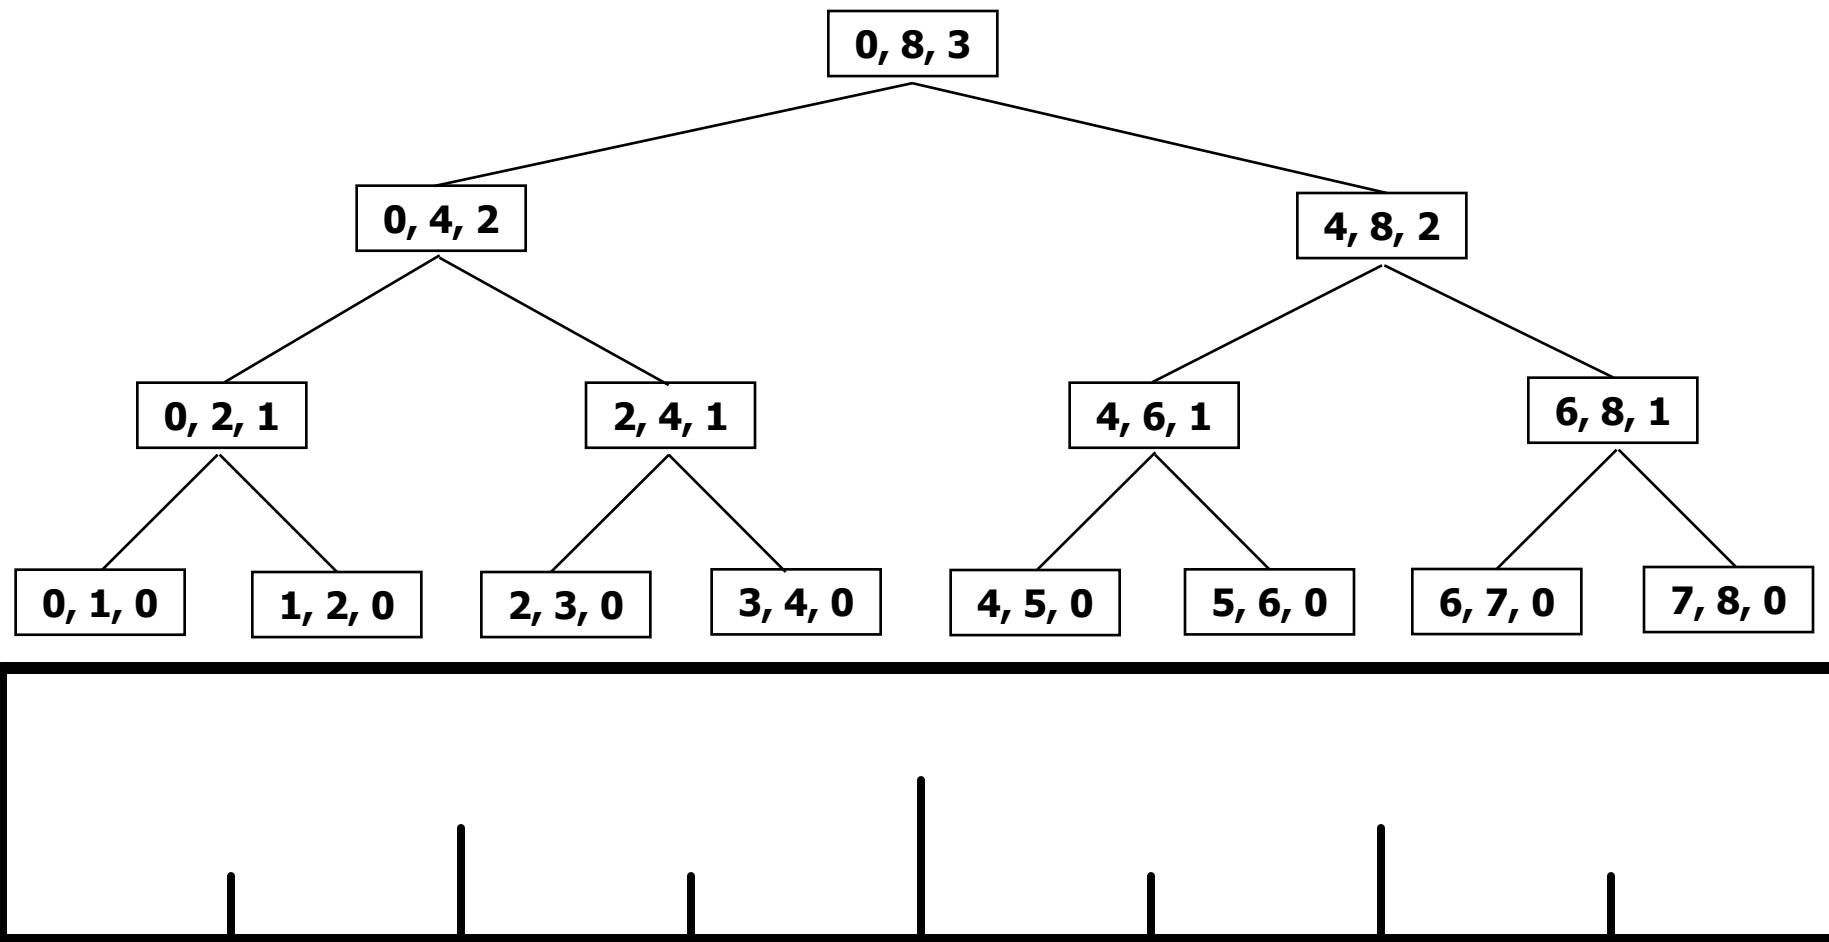 0, 8, 3
0, 4, 2
4, 8, 2
0, 2, 1
2, 4, 1
4, 6, 1
6, 8, 1
0, 1, 0
1, 2, 0
2, 3, 0
3, 4, 0
4, 5, 0
5, 6, 0
6, 7, 0
7, 8, 0